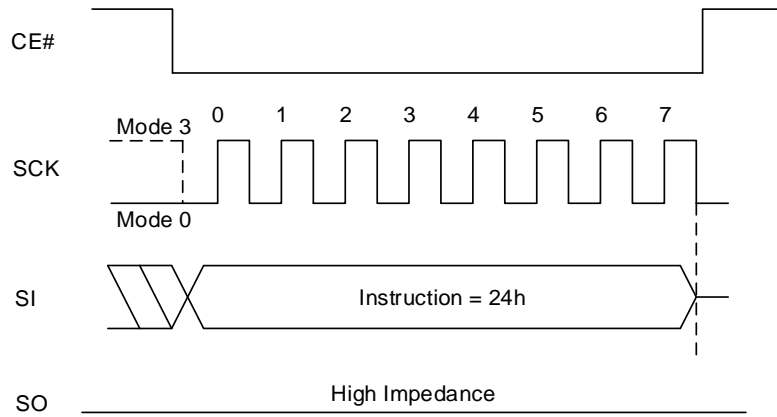 CE#
0 1 2 3 4 5 6 7
Mode 3
SCK
Mode 0
SI
Instruction = 24h
High Impedance
SO